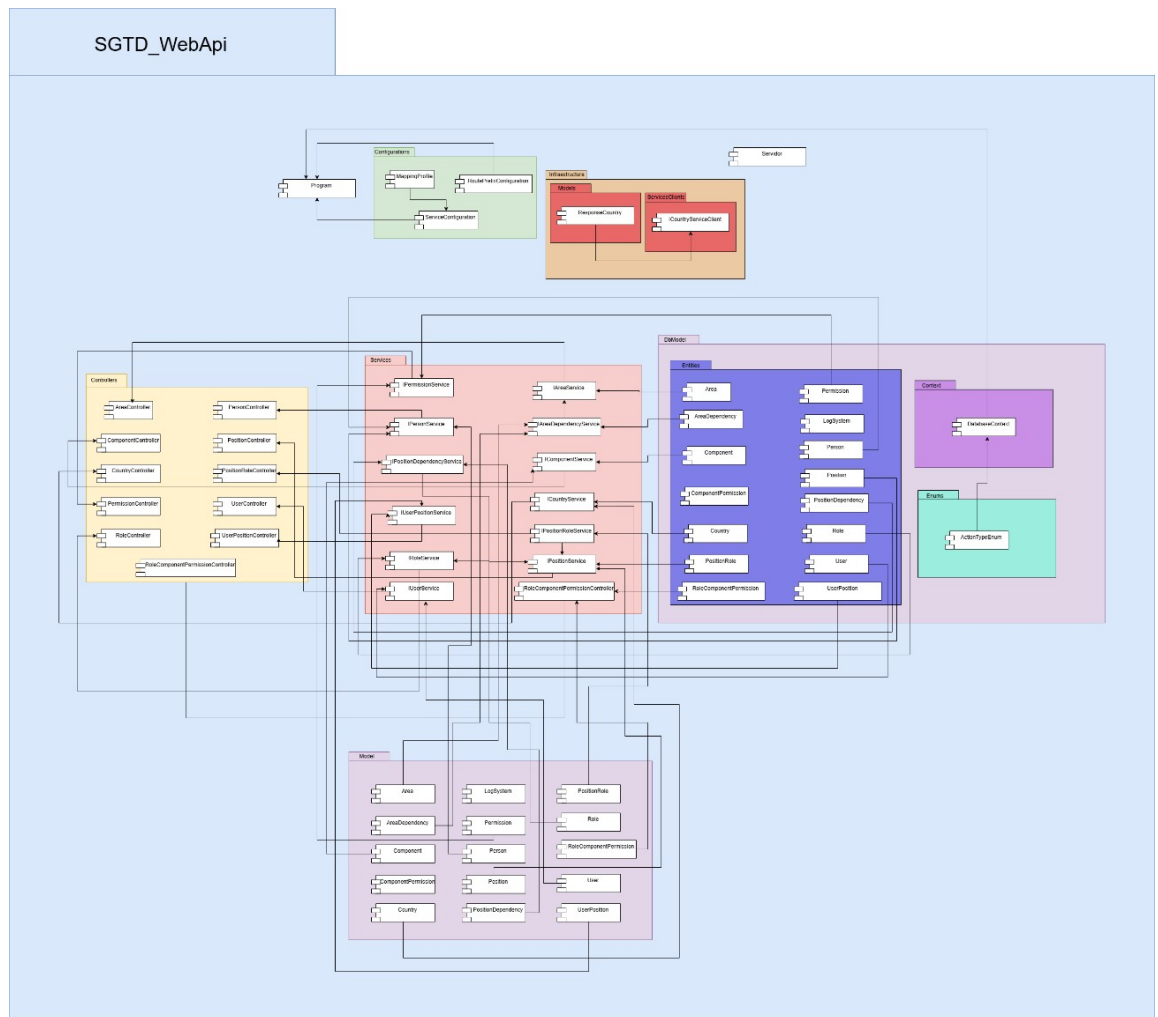 SGTD_WebApi
Servidor
Configurations
MappingProfile
RoutePrefixConfiguration
ServiceConfiguration
Program
Infraestructure
Models
ResponseCountry
ServicesClients
ICountryServiceClient
Controllers
AreaController
PersonController
ComponentController
PositionController
CountryController
PositionRoleController
PermissionController
UserController
RoleController
UserPositionController
RoleComponentPermissionController
Services
IPermissionService
IAreaService
IPersonService
IAreaDependencyService
IPositionDependencyService
IComponentService
ICountryService
IUserPositionService
IPositionRoleService
IRoleService
IPositionService
IUserService
RoleComponentPermissionController
DbModel
Entities
Area
Permission
AreaDependency
LogSystem
Component
Person
Position
ComponentPermission
PositionDependency
Country
Role
PositionRole
User
RoleComponentPermission
UserPosition
Context
DatabaseContext
Enums
ActionTypeEnum
Model
Area
LogSystem
PositionRole
AreaDependency
Permission
Role
Component
Person
RoleComponentPermission
ComponentPermission
Position
User
Country
PositionDependency
UserPosition